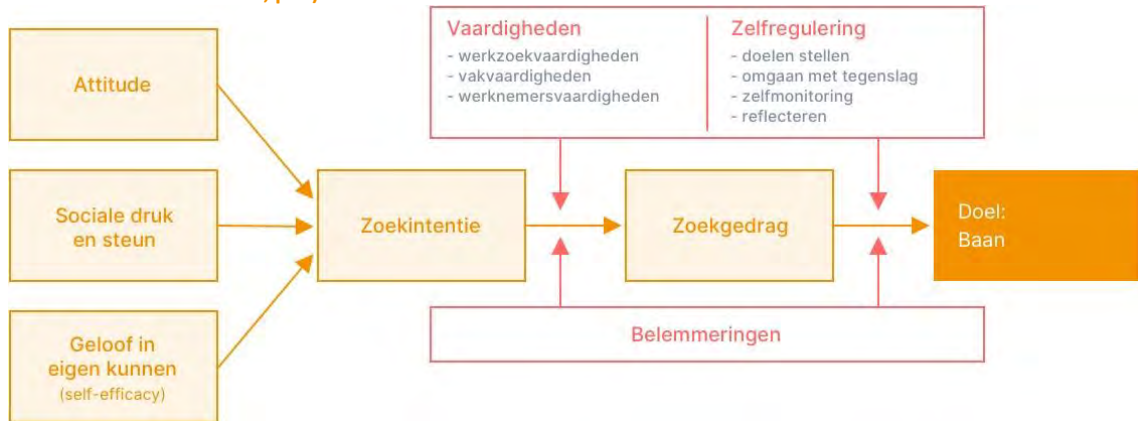 Vaardigheden
- werkzoekvaardigheden
- vakvaardigheden
- werknemersvaardigheden
Zelfregulering
- doelen stellen
- omgaan met tegenslag
- zelfmonitoring
- reflecteren
Attitude
Sociale druk
en steun
Geloof in
eigen kunnen
(self-efficacy)
Zoekintentie
Zoekgedrag
Doel:
Baan
Belemmeringen